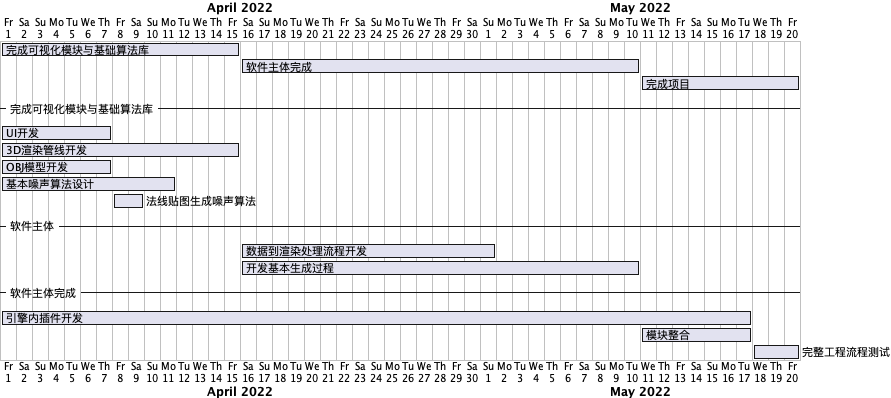 April 2022 May 2022
Fr Sa Su Mo Tu We Th Fr Sa Su Mo Tu We Th Fr Sa Su Mo Tu We Th Fr Sa Su Mo Tu We Th Fr Sa Su Mo Tu We Th Fr Sa Su Mo Tu We Th Fr Sa Su Mo Tu We Th Fr
1 2 3 4 5 6 7 8 9 10 11 12 13 14 15 16 17 18 19 20 21 22 23 24 25 26 27 28 29 30 1 2 3 4 5 6 7 8 9 10 11 12 13 14 15 16 17 18 19 20
完成可视化模块与基础算法库
软件主体完成
完成项目
完成可视化模块与基础算法库
UI开发
3D渲染管线开发
OBJ模型开发
基本噪声算法设计
法线贴图生成噪声算法
软件主体
数据到渲染处理流程开发
开发基本生成过程
软件主体完成
引擎内插件开发
模块整合
完整工程流程测试
Fr Sa Su Mo Tu We Th Fr Sa Su Mo Tu We Th Fr Sa Su Mo Tu We Th Fr Sa Su Mo Tu We Th Fr Sa Su Mo Tu We Th Fr Sa Su Mo Tu We Th Fr Sa Su Mo Tu We Th Fr
1 2 3 4 5 6 7 8 9 10 11 12 13 14 15 16 17 18 19 20 21 22 23 24 25 26 27 28 29 30 1 2 3 4 5 6 7 8 9 10 11 12 13 14 15 16 17 18 19 20
April 2022 May 2022